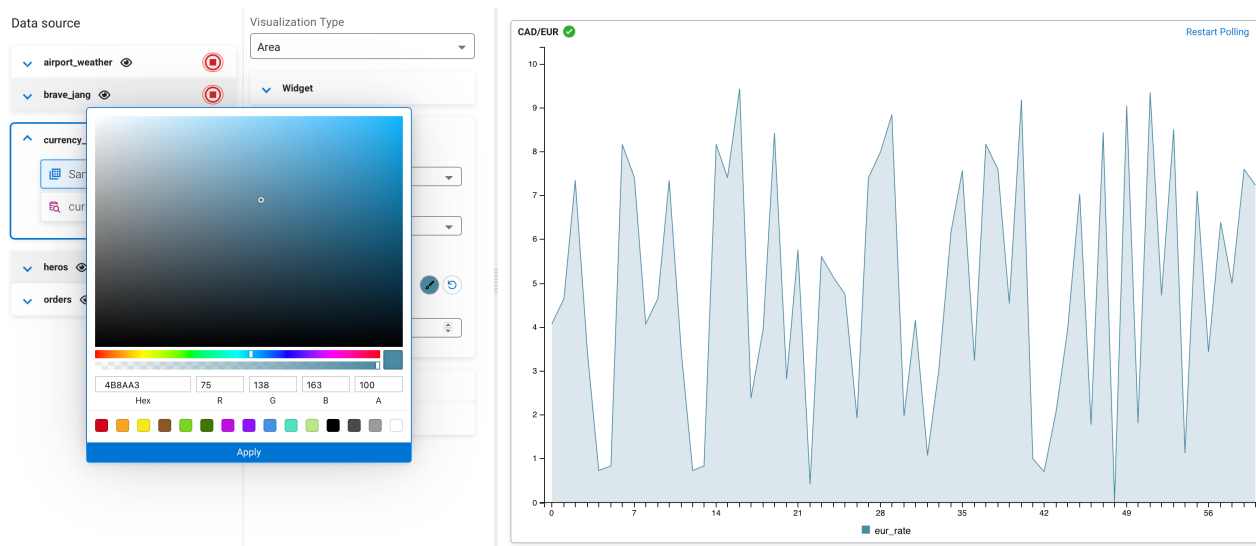 Data source
airport_weather
brave_jang
currency_
San
cur
heros
orders
Visualization Type
Area
Widget
4B8AA3 75 138 163 100
Hex R G B A
Apply
CAD/EUR
Restart Polling
10
9
8
7
6
5
4
3
2
1
0
0 7 14 21 28 35 42 49 56
eur_rate